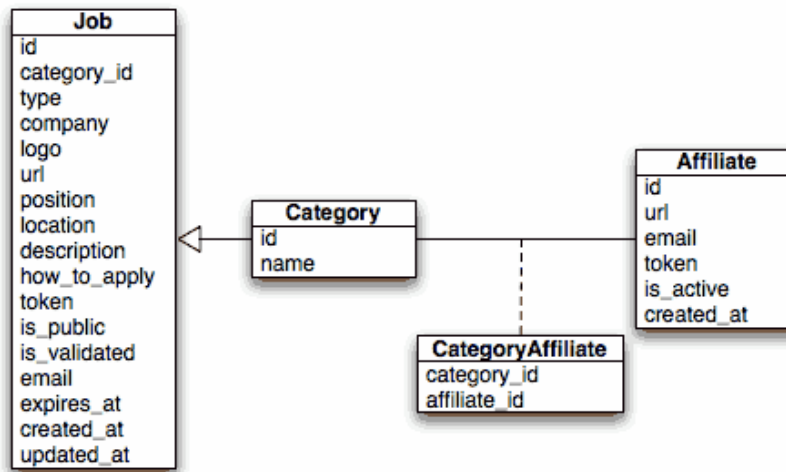 Job
id
category_id
type
company
logo
url
position
location
description
how_to_apply
token
is_public
is_validated
email
expires_at
created_at
updated_at
Category
id
name
CategoryAffiliate
category_id
affiliate_id
Affiliate
id
url
email
token
is_active
created_at